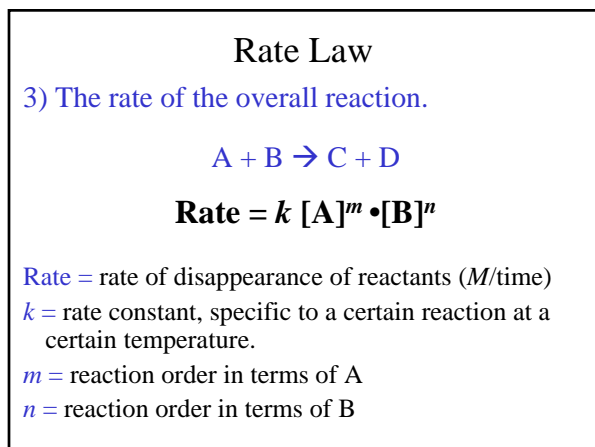 Rate Law
3) The rate of the overall reaction.
A + B → C + D
Rate = k [A]ᵐ •[B]ⁿ
Rate = rate of disappearance of reactants (M/time)
k = rate constant, specific to a certain reaction at a
certain temperature.
m = reaction order in terms of A
n = reaction order in terms of B